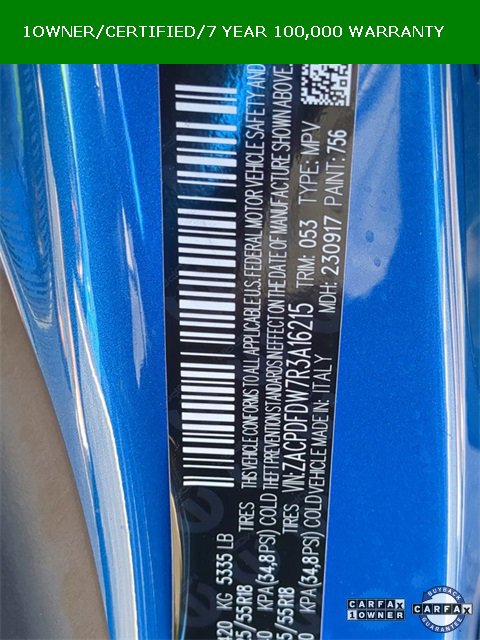 1OWNER/CERTIFIED/7 YEAR 100,000 WARRANTY
KG 5535 LB TIRES THIS VEHICLE CONFORMS TO ALL APPLICABLE U.S. FEDERAL MOTOR VEHICLE SAFETY AND
/55R18 KPA(34,8PSI) COLD THEFT PREVENTION STANDARDS IN EFFECT ON THE DATE OF MANUFACTURE SHOWN ABOVE.
TIRES VIN:ZACPDFDW7R3A16215 TRIM: 053 TYPE: MPV
/55R18 KPA(34,8PSI) COLD VEHICLE MADE IN: ITALY MDH: 230917 PAINT: 756
CARFAX
1OWNER
BUYBACK
CARFAX
GUARANTEE